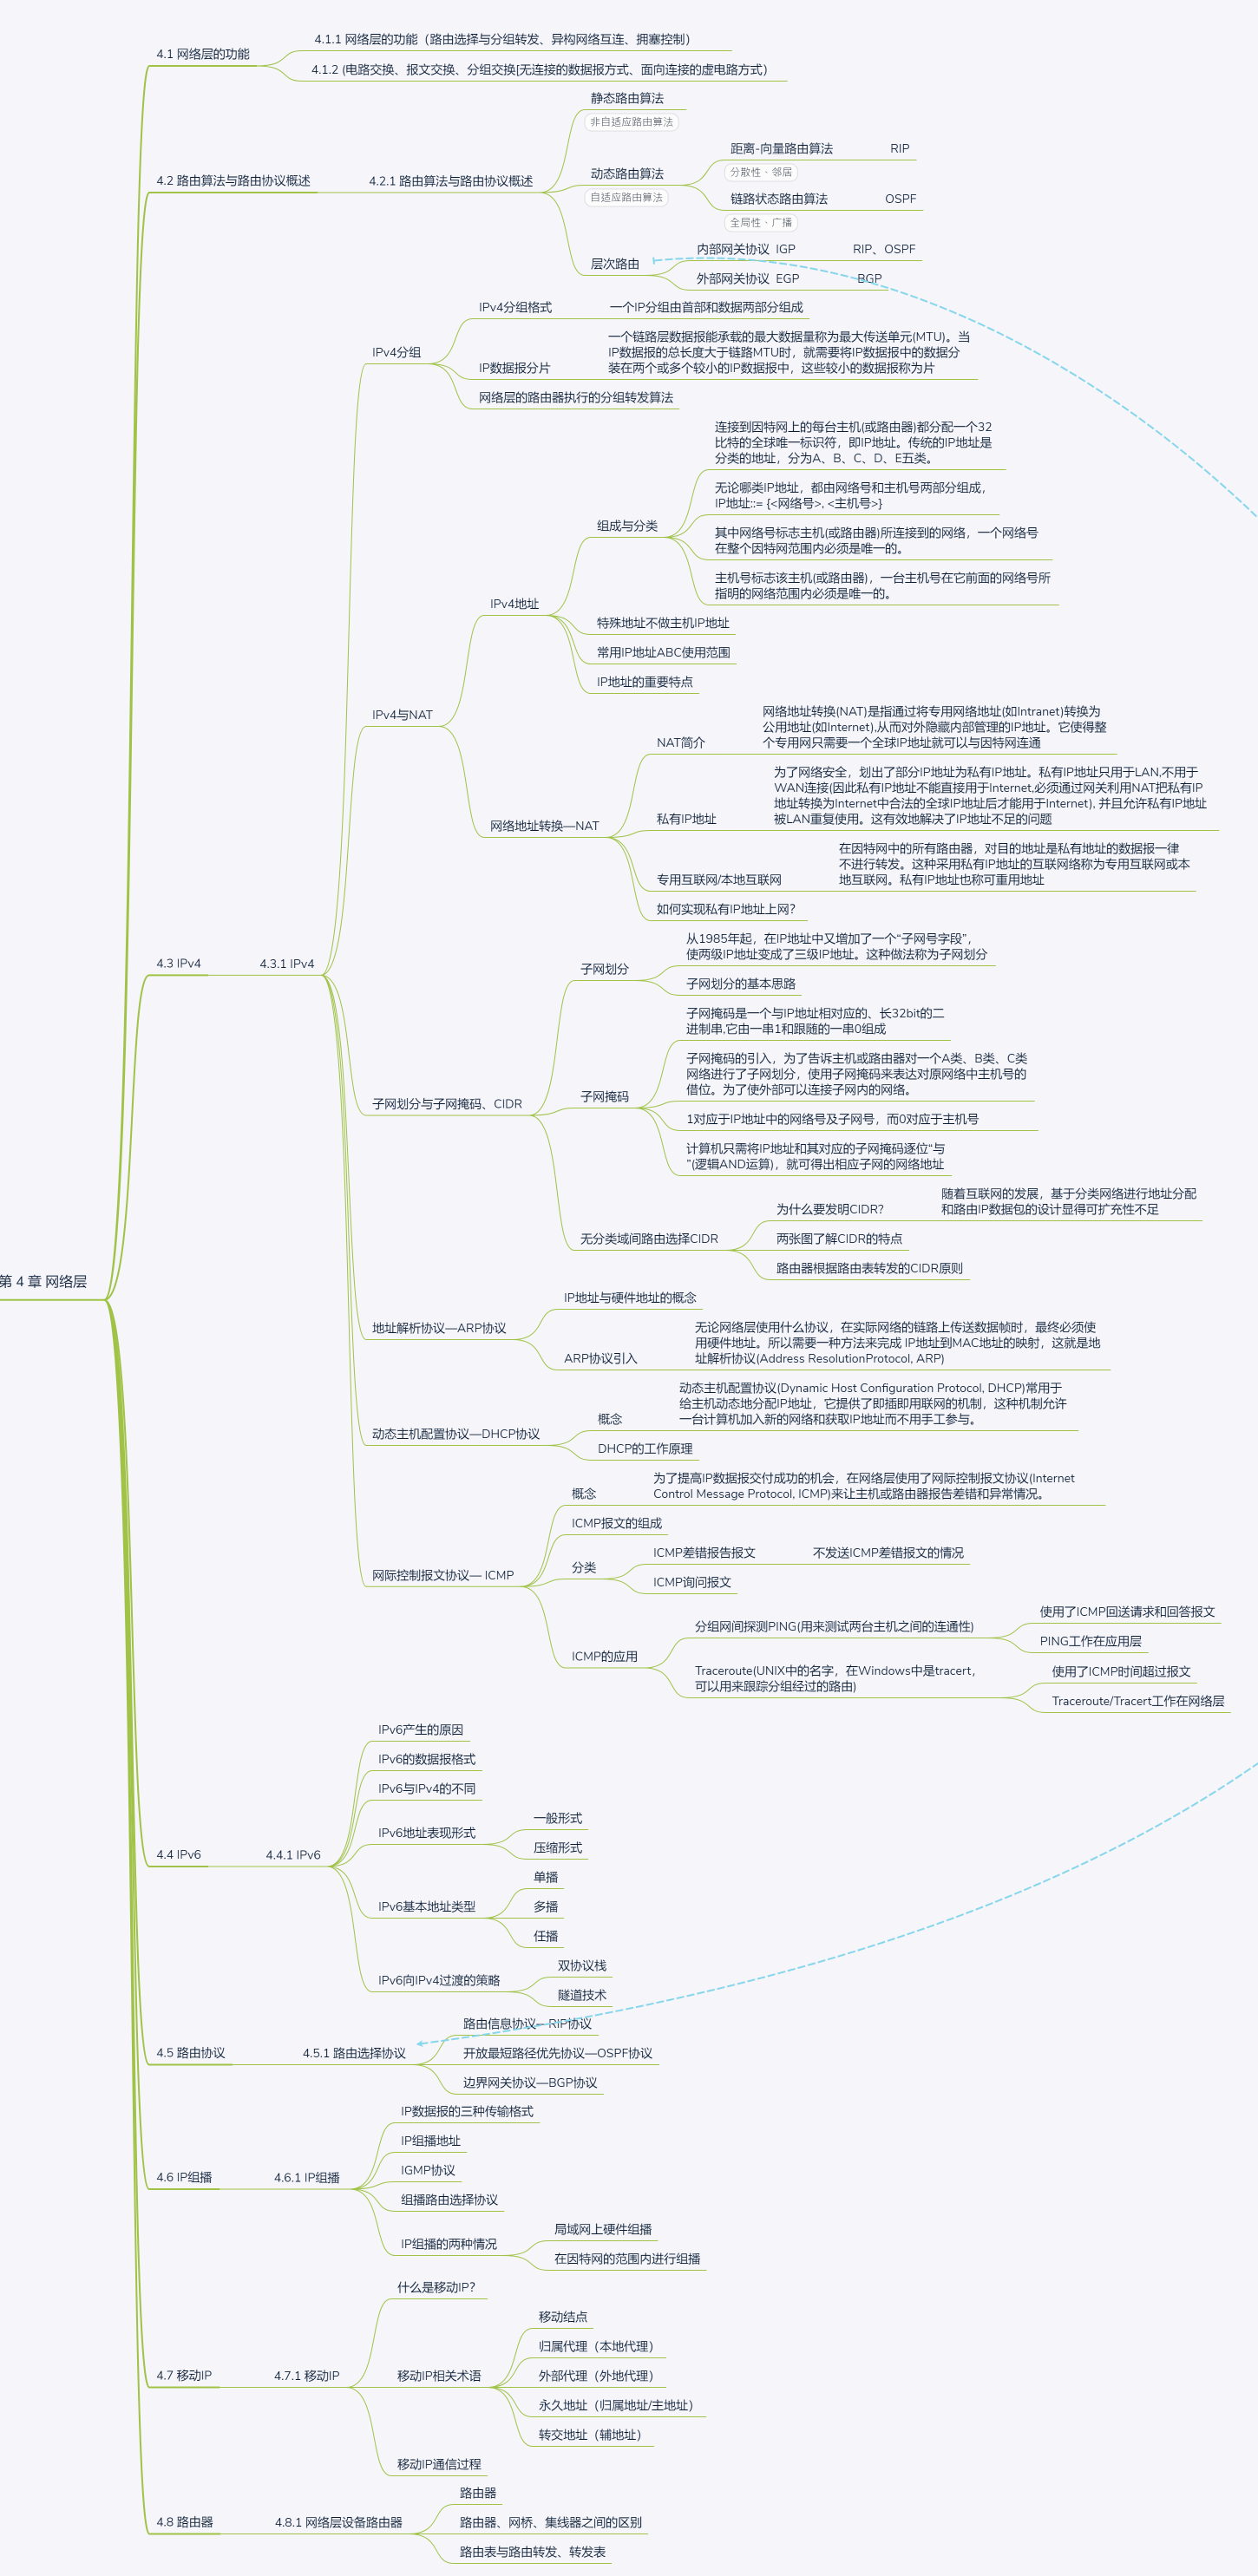 第 4 章 网络层
4.1 网络层的功能
4.1.1 网络层的功能（路由选择与分组转发、异构网络互连、拥塞控制）
4.1.2 (电路交换、报文交换、分组交换[无连接的数据报方式、面向连接的虚电路方式）
4.2 路由算法与路由协议概述
4.2.1 路由算法与路由协议概述
静态路由算法
非自适应路由算法
动态路由算法
自适应路由算法
距离-向量路由算法
RIP
分散性、邻居
链路状态路由算法
OSPF
全局性、广播
层次路由
内部网关协议 IGP
RIP、OSPF
外部网关协议 EGP
BGP
4.3 IPv4
4.3.1 IPv4
IPv4分组
IPv4分组格式
一个IP分组由首部和数据两部分组成
IP数据报分片
一个链路层数据报能承载的最大数据量称为最大传送单元(MTU)。当
IP数据报的总长度大于链路MTU时，就需要将IP数据报中的数据分
装在两个或多个较小的IP数据报中，这些较小的数据报称为片
网络层的路由器执行的分组转发算法
IPv4与NAT
IPv4地址
组成与分类
连接到因特网上的每台主机(或路由器)都分配一个32
比特的全球唯一标识符，即IP地址。传统的IP地址是
分类的地址，分为A、B、C、D、E五类。
无论哪类IP地址，都由网络号和主机号两部分组成，
IP地址::= {<网络号>, <主机号>}
其中网络号标志主机(或路由器)所连接到的网络，一个网络号
在整个因特网范围内必须是唯一的。
主机号标志该主机(或路由器)，一台主机号在它前面的网络号所
指明的网络范围内必须是唯一的。
特殊地址不做主机IP地址
常用IP地址ABC使用范围
IP地址的重要特点
网络地址转换—NAT
NAT简介
网络地址转换(NAT)是指通过将专用网络地址(如Intranet)转换为
公用地址(如Internet),从而对外隐藏内部管理的IP地址。它使得整
个专用网只需要一个全球IP地址就可以与因特网连通
私有IP地址
为了网络安全，划出了部分IP地址为私有IP地址。私有IP地址只用于LAN,不用于
WAN连接(因此私有IP地址不能直接用于Internet,必须通过网关利用NAT把私有IP
地址转换为Internet中合法的全球IP地址后才能用于Internet), 并且允许私有IP地址
被LAN重复使用。这有效地解决了IP地址不足的问题
专用互联网/本地互联网
在因特网中的所有路由器，对目的地址是私有地址的数据报一律
不进行转发。这种采用私有IP地址的互联网络称为专用互联网或本
地互联网。私有IP地址也称可重用地址
如何实现私有IP地址上网？
子网划分与子网掩码、CIDR
子网划分
从1985年起，在IP地址中又增加了一个“子网号字段”，
使两级IP地址变成了三级IP地址。这种做法称为子网划分
子网划分的基本思路
子网掩码
子网掩码是一个与IP地址相对应的、长32bit的二
进制串,它由一串1和跟随的一串0组成
子网掩码的引入，为了告诉主机或路由器对一个A类、B类、C类
网络进行了子网划分，使用子网掩码来表达对原网络中主机号的
借位。为了使外部可以连接子网内的网络。
1对应于IP地址中的网络号及子网号，而0对应于主机号
计算机只需将IP地址和其对应的子网掩码逐位“与
”(逻辑AND运算)，就可得出相应子网的网络地址
无分类域间路由选择CIDR
为什么要发明CIDR？
随着互联网的发展，基于分类网络进行地址分配
和路由IP数据包的设计显得可扩充性不足
两张图了解CIDR的特点
路由器根据路由表转发的CIDR原则
地址解析协议—ARP协议
IP地址与硬件地址的概念
ARP协议引入
无论网络层使用什么协议，在实际网络的链路上传送数据帧时，最终必须使
用硬件地址。所以需要一种方法来完成 IP地址到MAC地址的映射，这就是地
址解析协议(Address ResolutionProtocol, ARP)
动态主机配置协议—DHCP协议
概念
动态主机配置协议(Dynamic Host Configuration Protocol, DHCP)常用于
给主机动态地分配IP地址，它提供了即插即用联网的机制，这种机制允许
一台计算机加入新的网络和获取IP地址而不用手工参与。
DHCP的工作原理
网际控制报文协议— ICMP
概念
为了提高IP数据报交付成功的机会，在网络层使用了网际控制报文协议(Internet
Control Message Protocol, ICMP)来让主机或路由器报告差错和异常情况。
ICMP报文的组成
分类
ICMP差错报告报文
不发送ICMP差错报文的情况
ICMP询问报文
ICMP的应用
分组网间探测PING(用来测试两台主机之间的连通性)
使用了ICMP回送请求和回答报文
PING工作在应用层
Traceroute(UNIX中的名字，在Windows中是tracert，
可以用来跟踪分组经过的路由)
使用了ICMP时间超过报文
Traceroute/Tracert工作在网络层
4.4 IPv6
4.4.1 IPv6
IPv6产生的原因
IPv6的数据报格式
IPv6与IPv4的不同
IPv6地址表现形式
一般形式
压缩形式
IPv6基本地址类型
单播
多播
任播
IPv6向IPv4过渡的策略
双协议栈
隧道技术
4.5 路由协议
4.5.1 路由选择协议
路由信息协议—RIP协议
开放最短路径优先协议—OSPF协议
边界网关协议—BGP协议
4.6 IP组播
4.6.1 IP组播
IP数据报的三种传输格式
IP组播地址
IGMP协议
组播路由选择协议
IP组播的两种情况
局域网上硬件组播
在因特网的范围内进行组播
4.7 移动IP
4.7.1 移动IP
什么是移动IP？
移动IP相关术语
移动结点
归属代理（本地代理）
外部代理（外地代理）
永久地址（归属地址/主地址）
转交地址（辅地址）
移动IP通信过程
4.8 路由器
4.8.1 网络层设备路由器
路由器
路由器、网桥、集线器之间的区别
路由表与路由转发、转发表